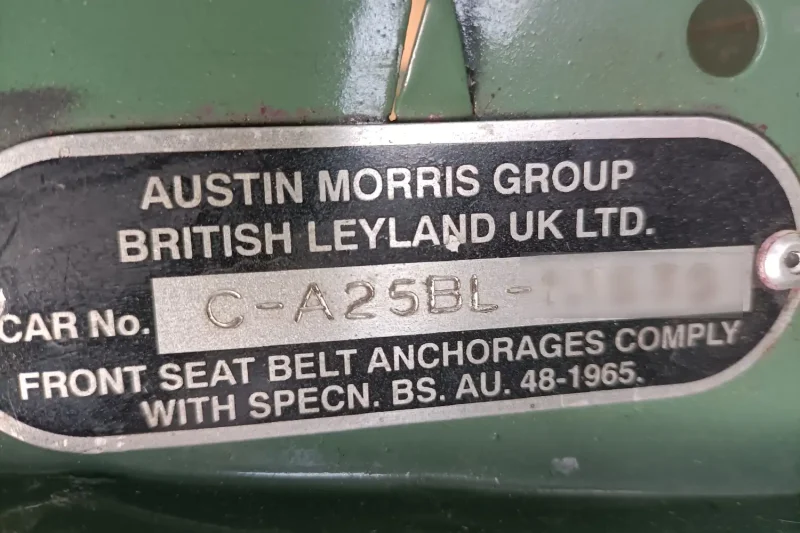 AUSTIN MORRIS GROUP
BRITISH LEYLAND UK LTD.
CAR No. C-A25BL-
FRONT SEAT BELT ANCHORAGES COMPLY
WITH SPECN. BS. AU. 48-1965.